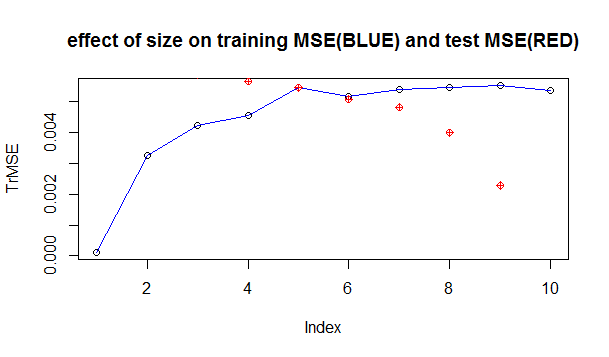 effect of size on training MSE(BLUE) and test MSE(RED)
TrMSE
0.004
0.002
0.000
2 4 6 8 10
Index